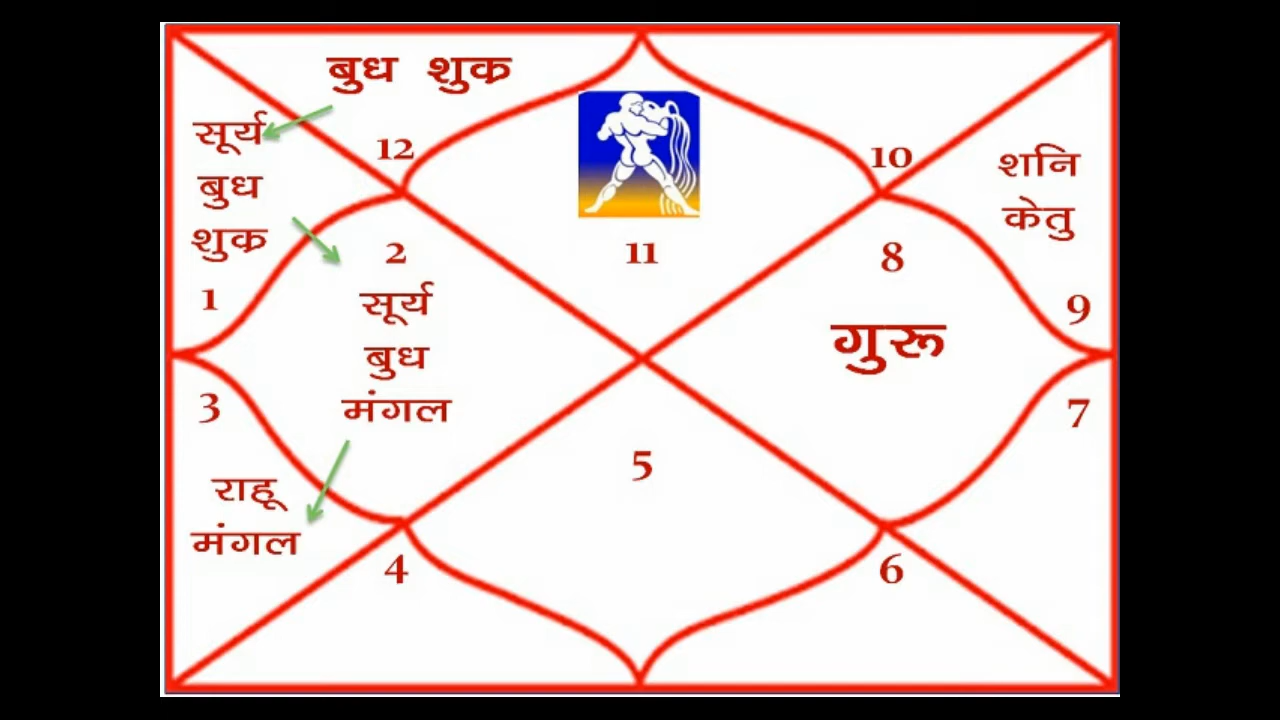 बुध शुक्र
सूर्य
बुध
शुक्र
1
12
11
10
शनि
केतु
9
2
सूर्य
बुध
मंगल
8
गुरू
3
राहू
मंगल
4
5
6
7